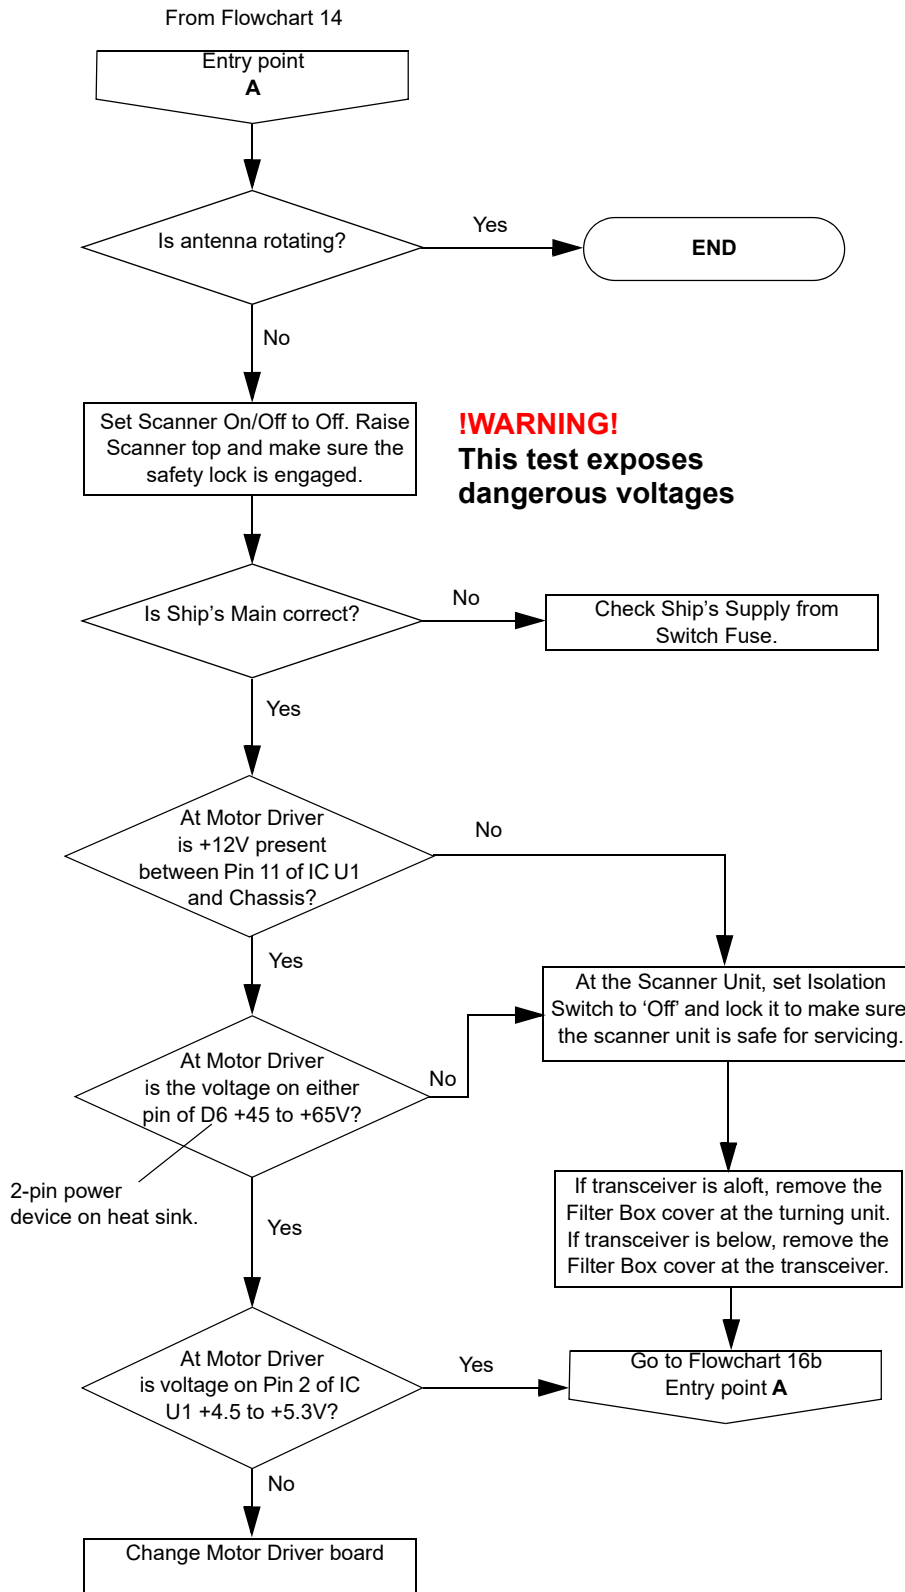 From Flowchart 14
Entry point
A
Is antenna rotating?
Yes
END
No
Set Scanner On/Off to Off. Raise
Scanner top and make sure the
safety lock is engaged.
!WARNING!
This test exposes
dangerous voltages
Is Ship's Main correct?
No
Check Ship's Supply from
Switch Fuse.
Yes
At Motor Driver
is +12V present
between Pin 11 of IC U1
and Chassis?
No
Yes
At the Scanner Unit, set Isolation
Switch to ‘Off’ and lock it to make sure
the scanner unit is safe for servicing.
At Motor Driver
is the voltage on either
pin of D6 +45 to +65V?
No
2-pin power
device on heat sink.
Yes
If transceiver is aloft, remove the
Filter Box cover at the turning unit.
If transceiver is below, remove the
Filter Box cover at the transceiver.
At Motor Driver
is voltage on Pin 2 of IC
U1 +4.5 to +5.3V?
Yes
Go to Flowchart 16b
Entry point A
No
Change Motor Driver board